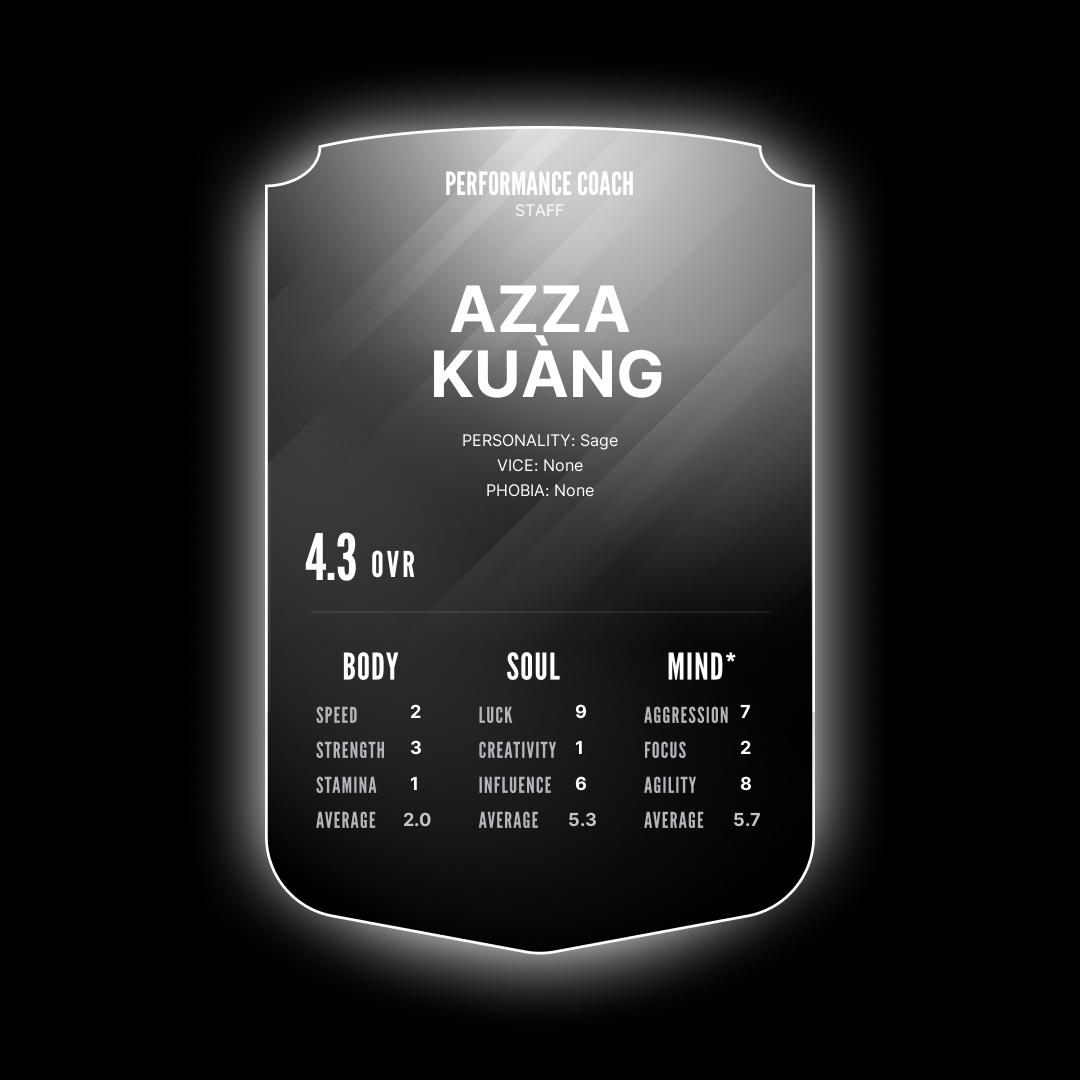 PERFORMANCE COACH
STAFF
AZZA
KUÀNG
PERSONALITY: Sage
VICE: None
PHOBIA: None
4.3 OVR
BODY SOUL MIND*
SPEED 2 LUCK 9 AGGRESSION 7
STRENGTH 3 CREATIVITY 1 FOCUS 2
STAMINA 1 INFLUENCE 6 AGILITY 8
AVERAGE 2.0 AVERAGE 5.3 AVERAGE 5.7